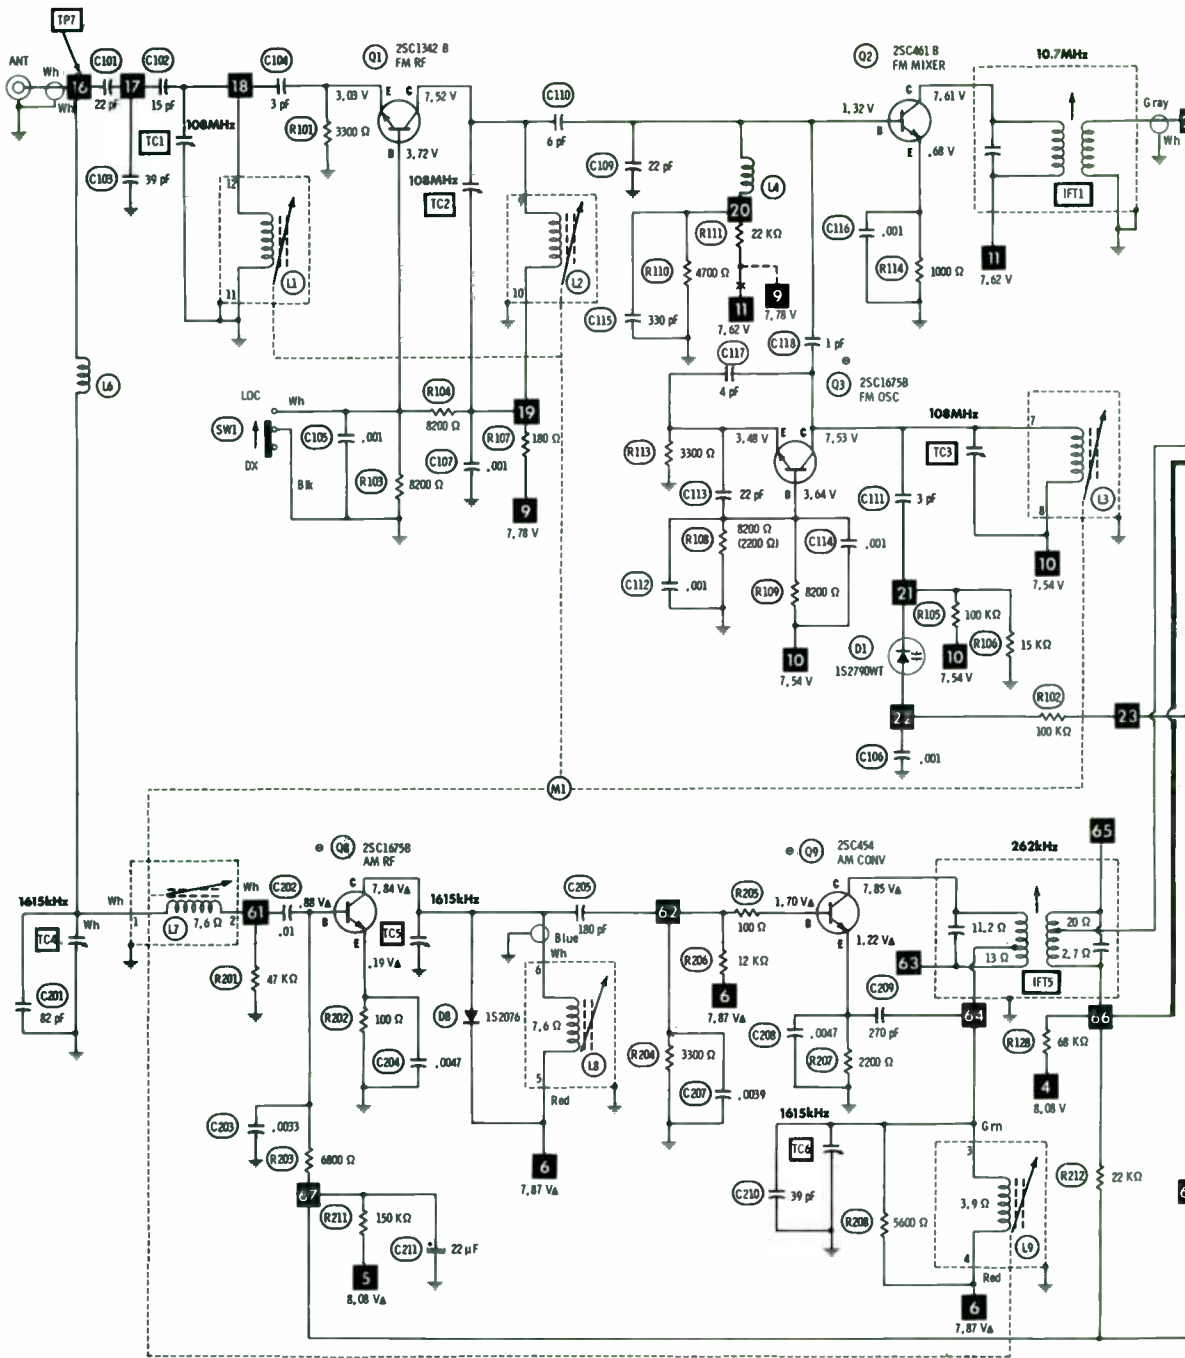 TP7
ANT
Wh
Wh
16
C101
22 pf
17
C102
15 pf
18
C104
3 pf
C103
39 pf
TC1
108MHz
R101
3300 Ω
Q1
2SC1342 B
FM RF
3,03 V
E
C
7,52 V
B
3,72 V
12
11
L1
108MHz
TC2
C110
6 pf
C109
22 pf
10
L2
L4
20
R111
22 KΩ
R110
4700 Ω
C115
330 pf
11
7,62 V
9
7,78 V
Q2
2SC461 B
FM MIXER
1,32 V
B
C
7,61 V
E
.68 V
C116
.001
R114
1000 Ω
10.7MHz
IFT1
Gray
Wh
11
7,62 V
L6
LOC
Wh
SW1
DX
Blk
C105
.001
R103
8200 Ω
R104
8200 Ω
C107
.001
R107
180 Ω
19
9
7,78 V
C117
4 pf
C118
1 pf
⊖
Q3
2SC1675B
FM OSC
3,48 V
E
C
7,53 V
B
3,64 V
R113
3300 Ω
C113
22 pf
R108
8200 Ω
(2200 Ω)
C112
.001
C114
.001
R109
8200 Ω
10
7,54 V
C111
3 pf
108MHz
TC3
7
8
L3
10
7,54 V
21
R105
100 KΩ
R106
15 KΩ
10
7,54 V
D1
1S2790WT
22
C106
.001
R102
100 KΩ
23
M1
1615kHz
Wh
Wh
1
L7
7,6 Ω
2
Wh
TC4
C201
82 pf
61
C202
.01
R201
47 KΩ
⊖
Q8
2SC1675B
AM RF
.88 V▲
B
C
7,84 V▲
E
.19 V▲
R202
100 Ω
C204
.0047
1615kHz
TC5
D8
1S2076
Blue
Wh
6
7,6 Ω
5
L8
Red
6
7,87 V▲
C205
180 pf
62
R205
100 Ω
R206
12 KΩ
6
7,87 V▲
R204
3300 Ω
C207
.0039
⊖
Q9
2SC454
AM CONV
1,70 V▲
B
C
7,85 V▲
E
1,22 V▲
C208
.0047
R207
2200 Ω
C209
270 pf
63
64
262kHz
11,2 Ω
13 Ω
20 Ω
2,7 Ω
IFT5
65
66
R128
68 KΩ
4
8,08 V
C203
.0033
R203
6800 Ω
67
R211
150 KΩ
C211
22 µF
5
8,08 V▲
1615kHz
TC6
C210
39 pf
R208
5600 Ω
Grn
3
3,9 Ω
4
L9
Red
6
7,87 V▲
R212
22 KΩ